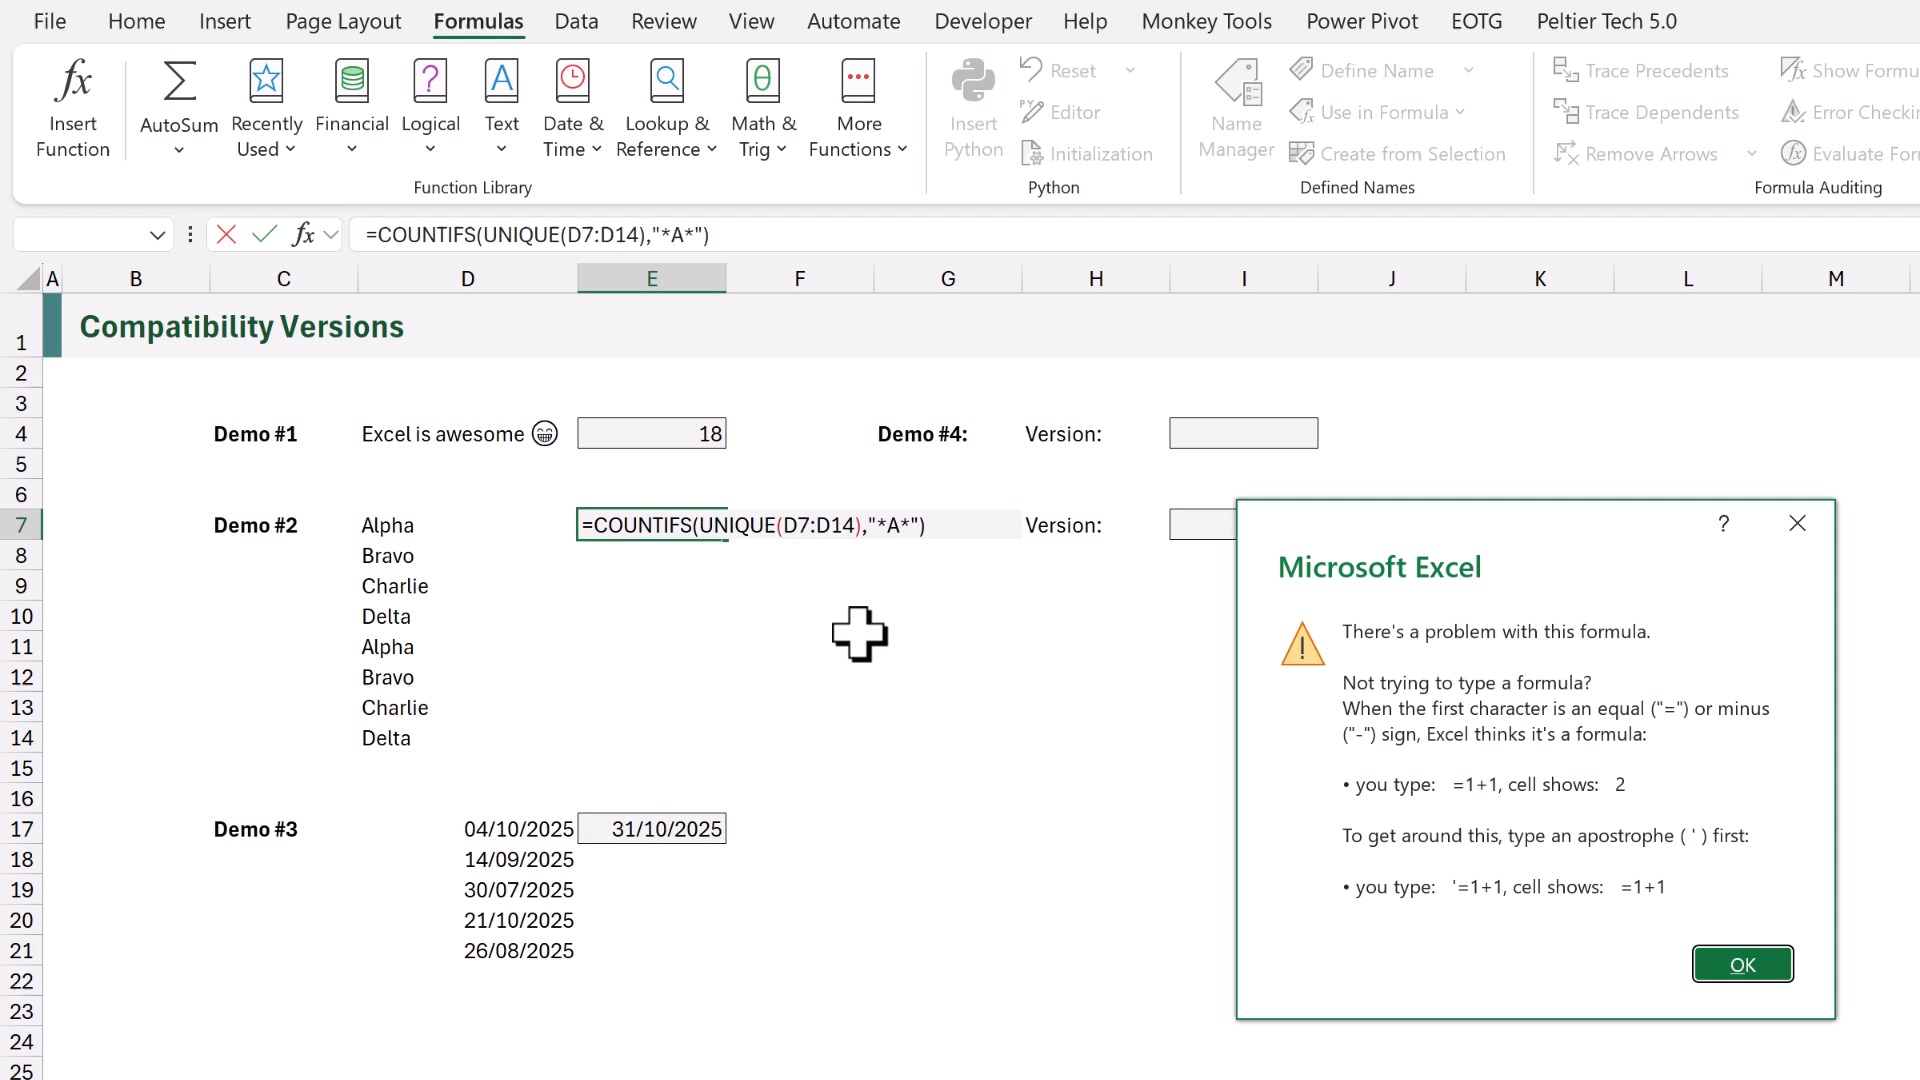 File Home Insert Page Layout Formulas Data Review View Automate Developer Help Monkey Tools Power Pivot EOTG Peltier Tech 5.0
fx Insert Function
AutoSum
Recently Used
Financial
Logical
Text
Date & Time
Lookup & Reference
Math & Trig
More Functions
Function Library
Insert Python
Reset
Editor
Initialization
Python
Name Manager
Define Name
Use in Formula
Create from Selection
Defined Names
Trace Precedents
Trace Dependents
Remove Arrows
Show Formu
Error Checkin
Evaluate For
Formula Auditing
fx =COUNTIFS(UNIQUE(D7:D14),"*A*")
A B C D E F G H I J K L M
1 Compatibility Versions
2
3
4 Demo #1 Excel is awesome 😁 18 Demo #4: Version:
5
6
7 Demo #2 Alpha =COUNTIFS(UNIQUE(D7:D14),"*A*") Version:
8 Bravo
9 Charlie
10 Delta
11 Alpha
12 Bravo
13 Charlie
14 Delta
15
16
17 Demo #3 04/10/2025 31/10/2025
18 14/09/2025
19 30/07/2025
20 21/10/2025
21 26/08/2025
22
23
24
25
?
Microsoft Excel
There's a problem with this formula.
Not trying to type a formula?
When the first character is an equal ("=") or minus
("-") sign, Excel thinks it's a formula:
• you type: =1+1, cell shows: 2
To get around this, type an apostrophe ( ' ) first:
• you type: '=1+1, cell shows: =1+1
OK